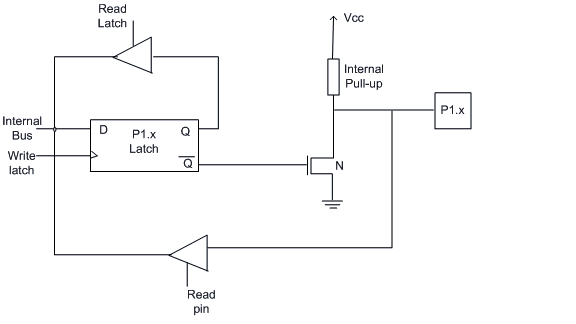 Read
Latch
Vcc
Internal
Pull-up
P1.x
Internal
Bus
D
P1.x
Latch
Q
Write
latch
Q
N
Read
pin